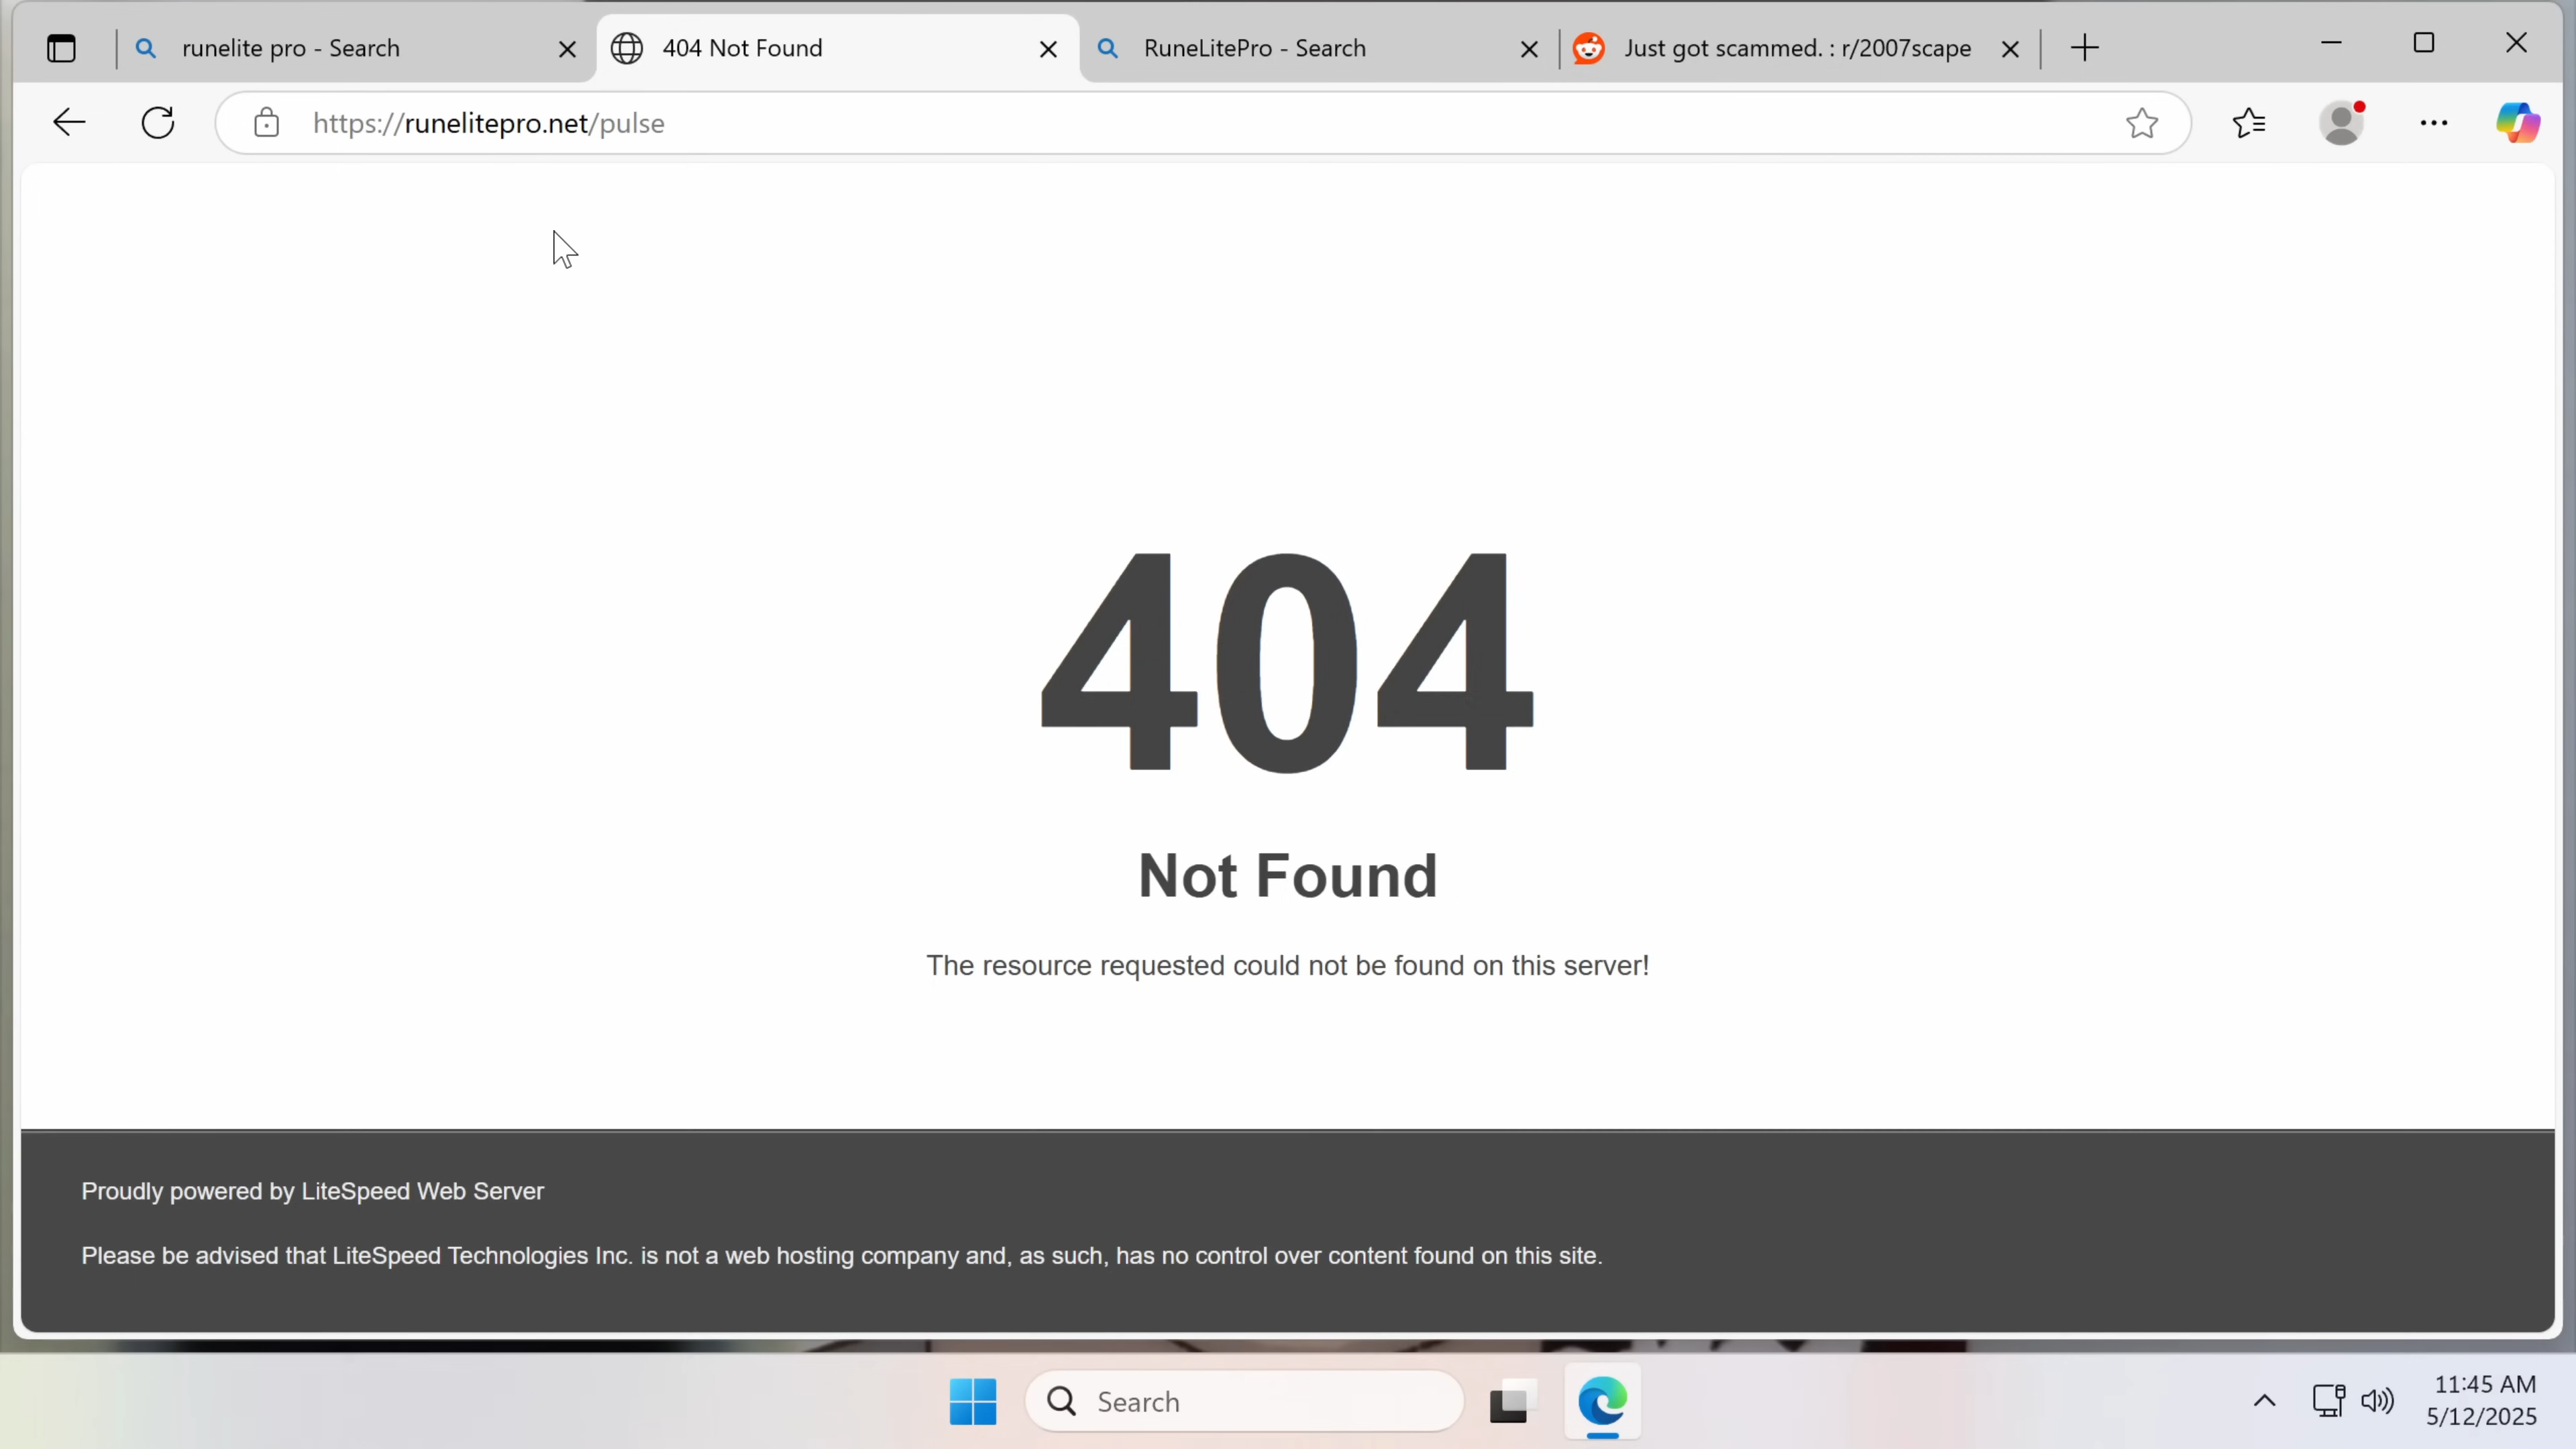 runelite pro - Search
404 Not Found
RuneLitePro - Search
Just got scammed. : r/2007scape
https://runelitepro.net/pulse
404
Not Found
The resource requested could not be found on this server!
Proudly powered by LiteSpeed Web Server
Please be advised that LiteSpeed Technologies Inc. is not a web hosting company and, as such, has no control over content found on this site.
Search
11:45 AM
5/12/2025